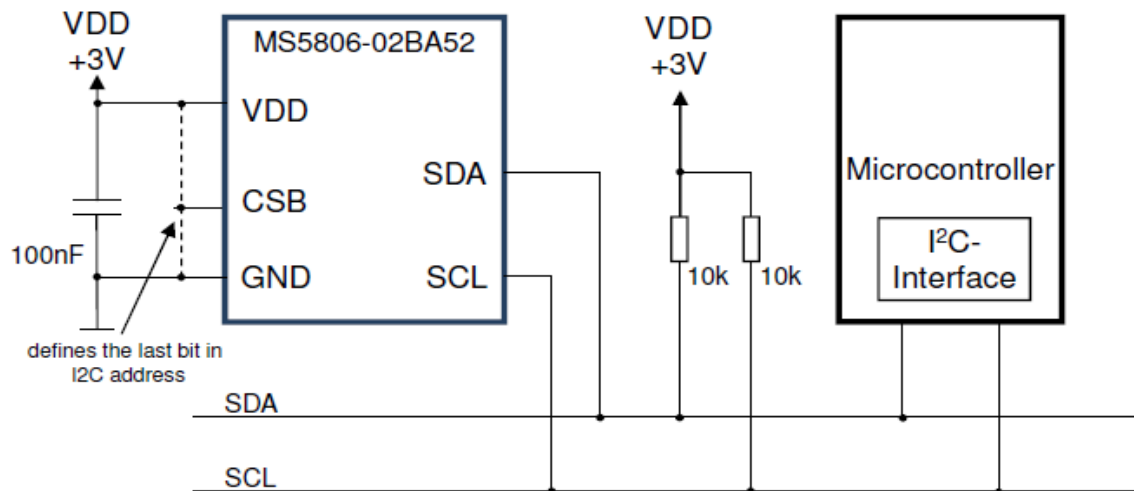 VDD
+3V
MS5806-02BA52
VDD
CSB
GND
SDA
SCL
100nF
defines the last bit in
I2C address
VDD
+3V
10k
10k
Microcontroller
I²C-
Interface
SDA
SCL